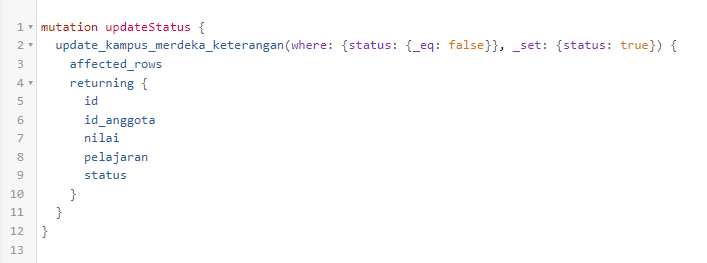 1 mutation updateStatus {
2 update_kampus_merdeka_keterangan(where: {status: {_eq: false}}, _set: {status: true}) {
3 affected_rows
4 returning {
5 id
6 id_anggota
7 nilai
8 pelajaran
9 status
10 }
11 }
12 }
13